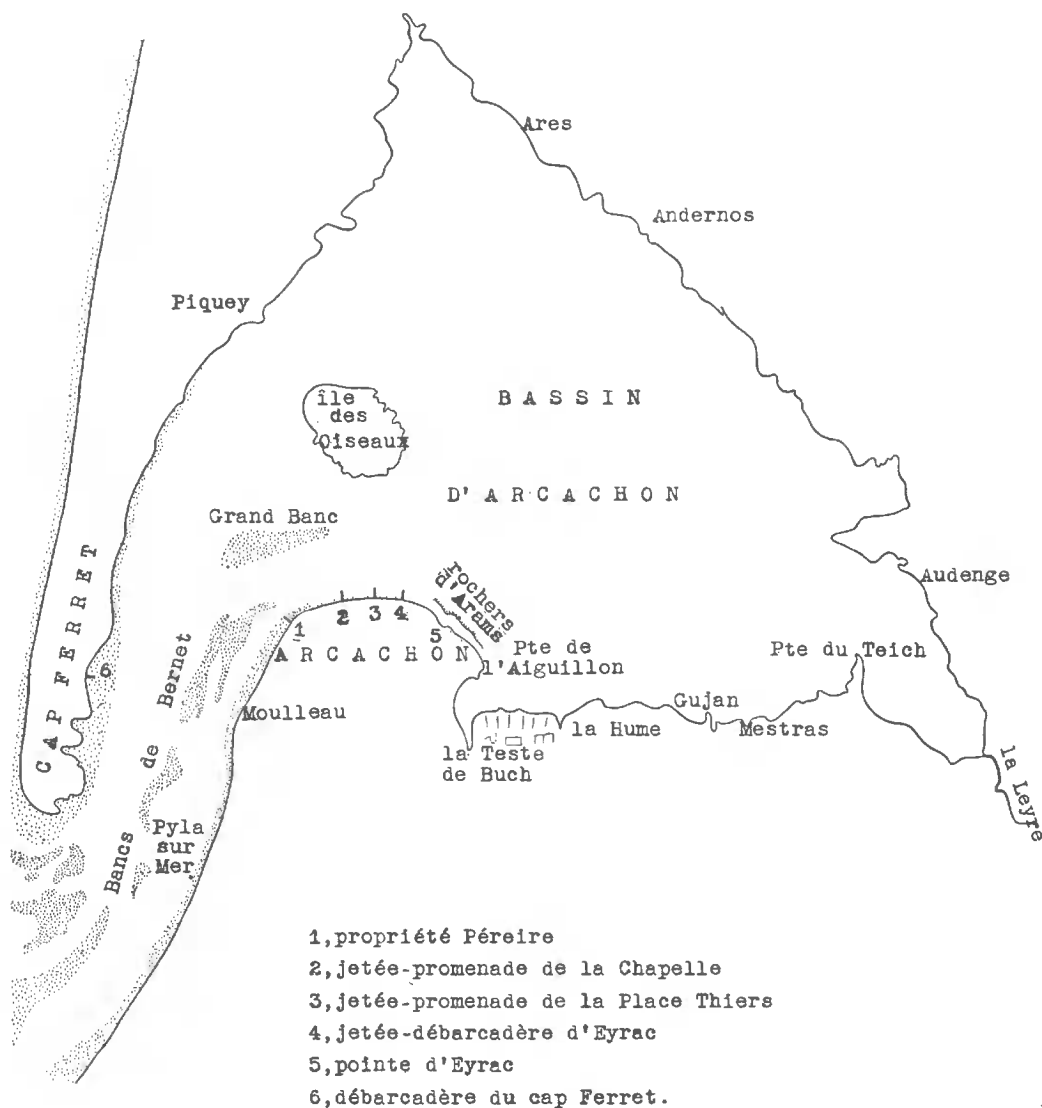 Ares
Andernos
Piquey
île
des
Oiseaux
BASSIN
D'ARCACHON
Grand Banc
CAP FERRET
rochers
d'Arams
Audenge
1
2
3
4
5
6
ARCACHON
Pte de
l'Aiguillon
Pte du Teich
Bancs de Bernet
Moulleau
Gujan
la Hume
Mestras
la Teste
de Buch
la Leyre
Pyla
sur
Mer
1,propriété Péreire
2,jetée-promenade de la Chapelle
3,jetée-promenade de la Place Thiers
4,jetée-débarcadère d'Eyrac
5,pointe d'Eyrac
6,débarcadère du cap Ferret.